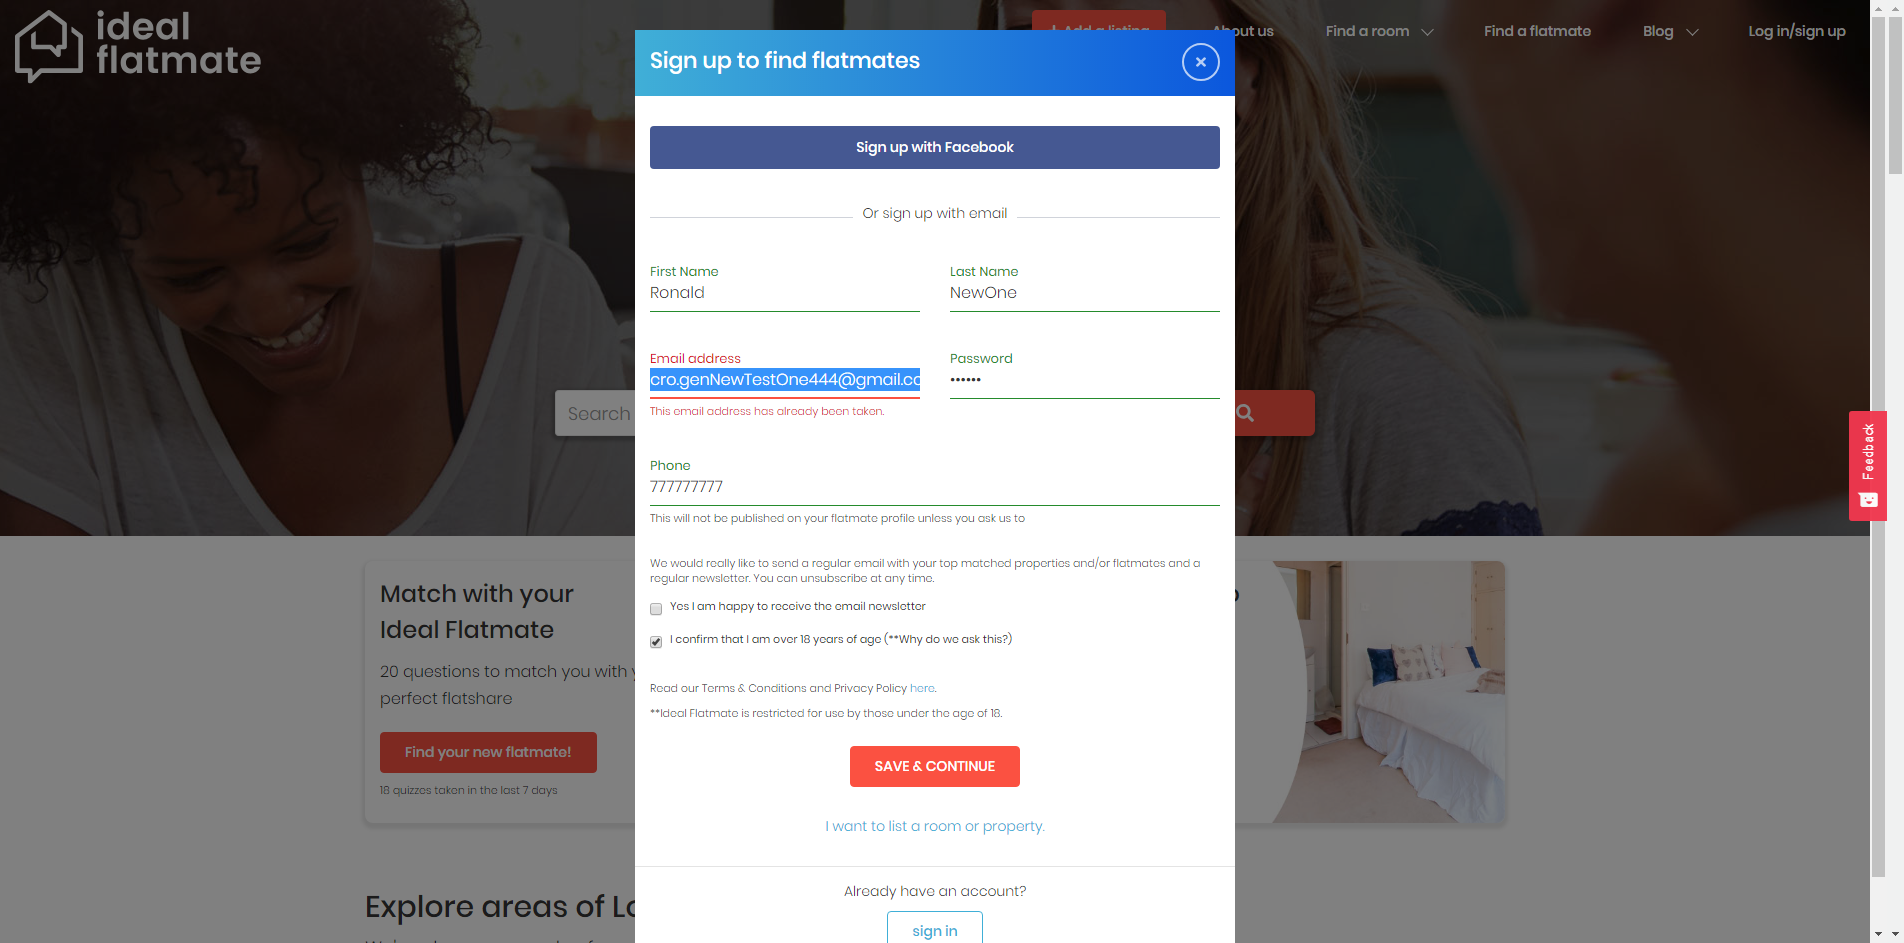 ideal
flatmate
About us
Find a room
Find a flatmate
Blog
Log in/sign up
Sign up to find flatmates
Sign up with Facebook
Or sign up with email
First Name
Last Name
Ronald
NewOne
Email address
Password
cro.genNewTestOne444@gmail.cc
••••••
This email address has already been taken.
Search
Feedback
Phone
777777777
This will not be published on your flatmate profile unless you ask us to
We would really like to send a regular email with your top matched properties and/or flatmates and a
regular newsletter. You can unsubscribe at any time.
Yes I am happy to receive the email newsletter
I confirm that I am over 18 years of age (**Why do we ask this?)
Read our Terms & Conditions and Privacy Policy here.
**Ideal Flatmate is restricted for use by those under the age of 18.
SAVE & CONTINUE
I want to list a room or property.
Already have an account?
sign in
Match with your
Ideal Flatmate
20 questions to match you with
perfect flatshare
Find your new flatmate!
18 quizzes taken in the last 7 days
Explore areas of